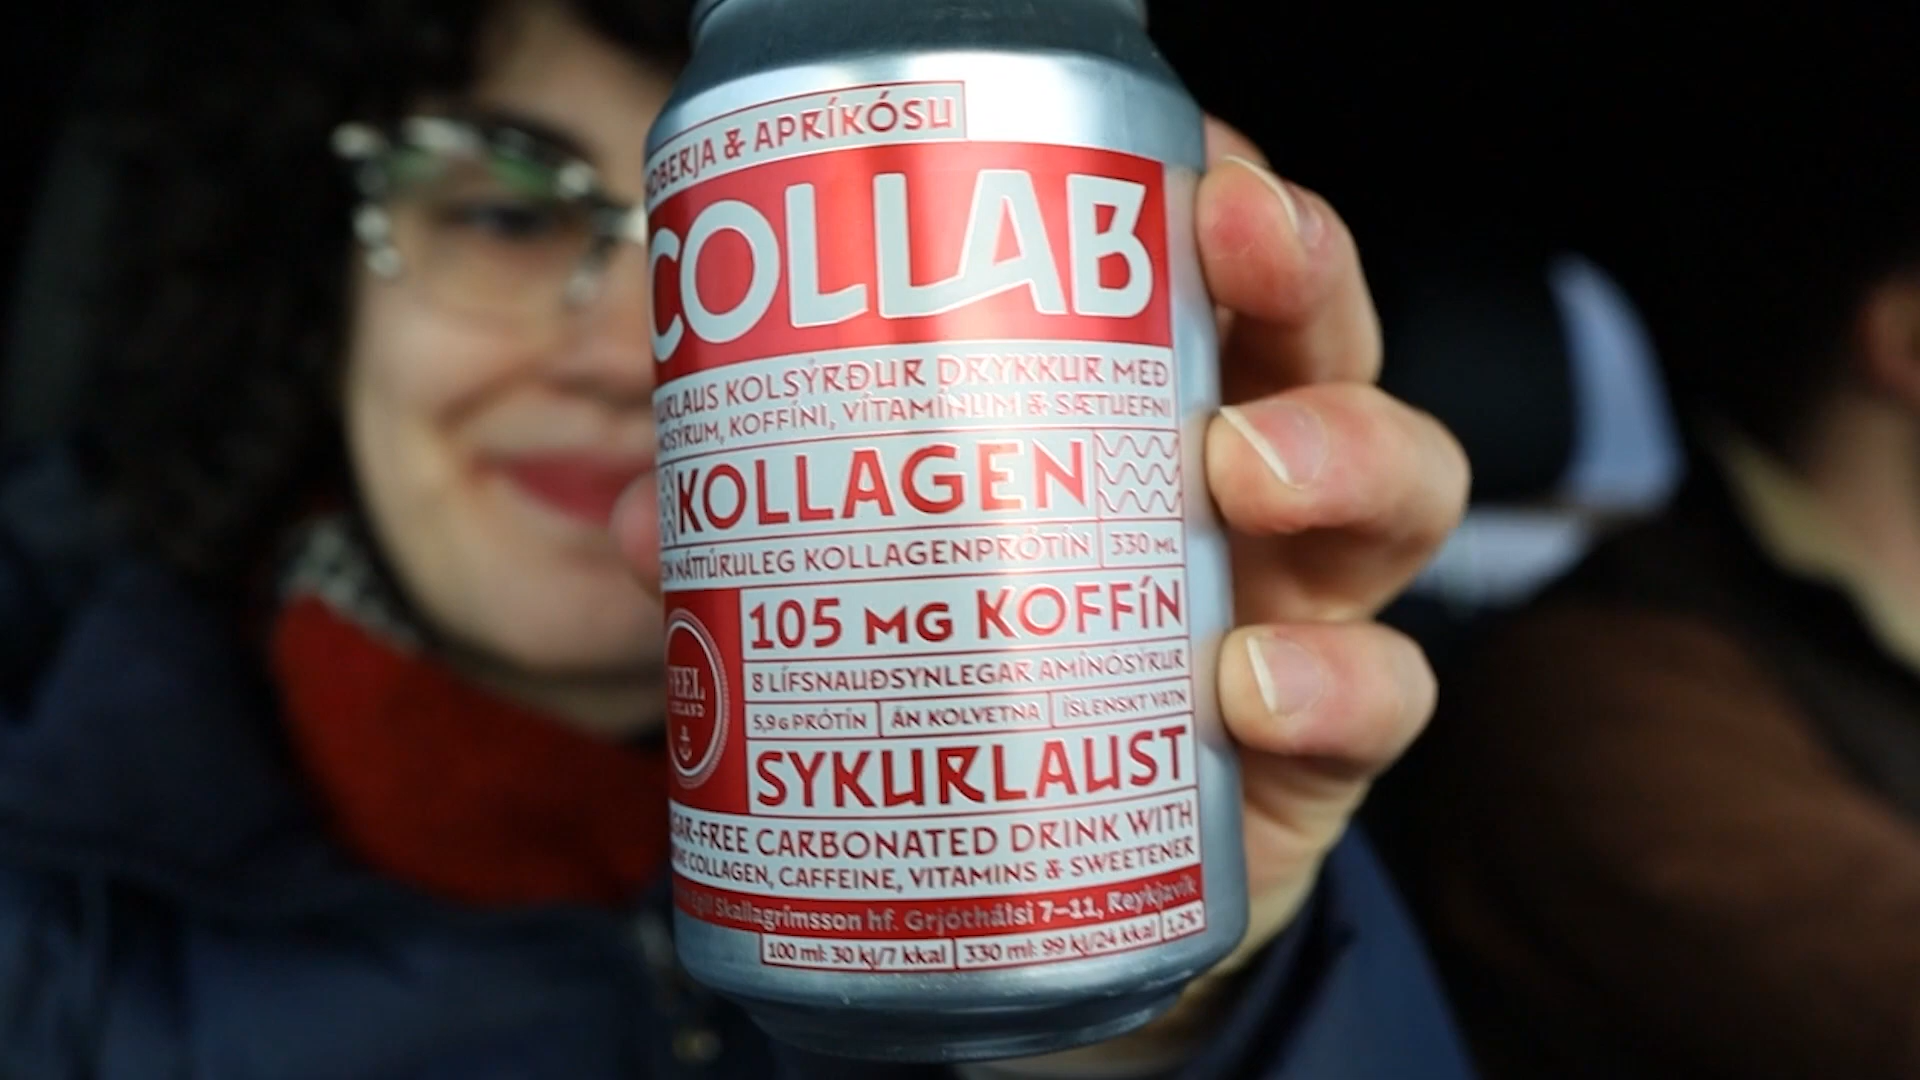 & APRÍKÓSU
COLLAB
KOLSÝRÐUR DRYKKUR MEÐ
KOFFÍNI, VÍTAMÍNUM & SÆTUEFNI
KOLLAGEN
NÁTTÚRULEG KOLLAGENPRÓTÍN
330 ML
105 MG KOFFÍN
8 LÍFSNAUÐSYNLEGAR AMÍNÓSÝRUR
5,9 G PRÓTÍN
ÁN KOLVETNA
ÍSLENSKT VATN
FEEL
SYKURLAUST
CARBONATED DRINK WITH
COLLAGEN, CAFFEINE, VITAMINS & SWEETENER
Skallagrímsson hf. Grjóthálsi 7–11, Reykjavík
100 ml: 30 kJ/7 kkal
330 ml: 99 kJ/24 kkal